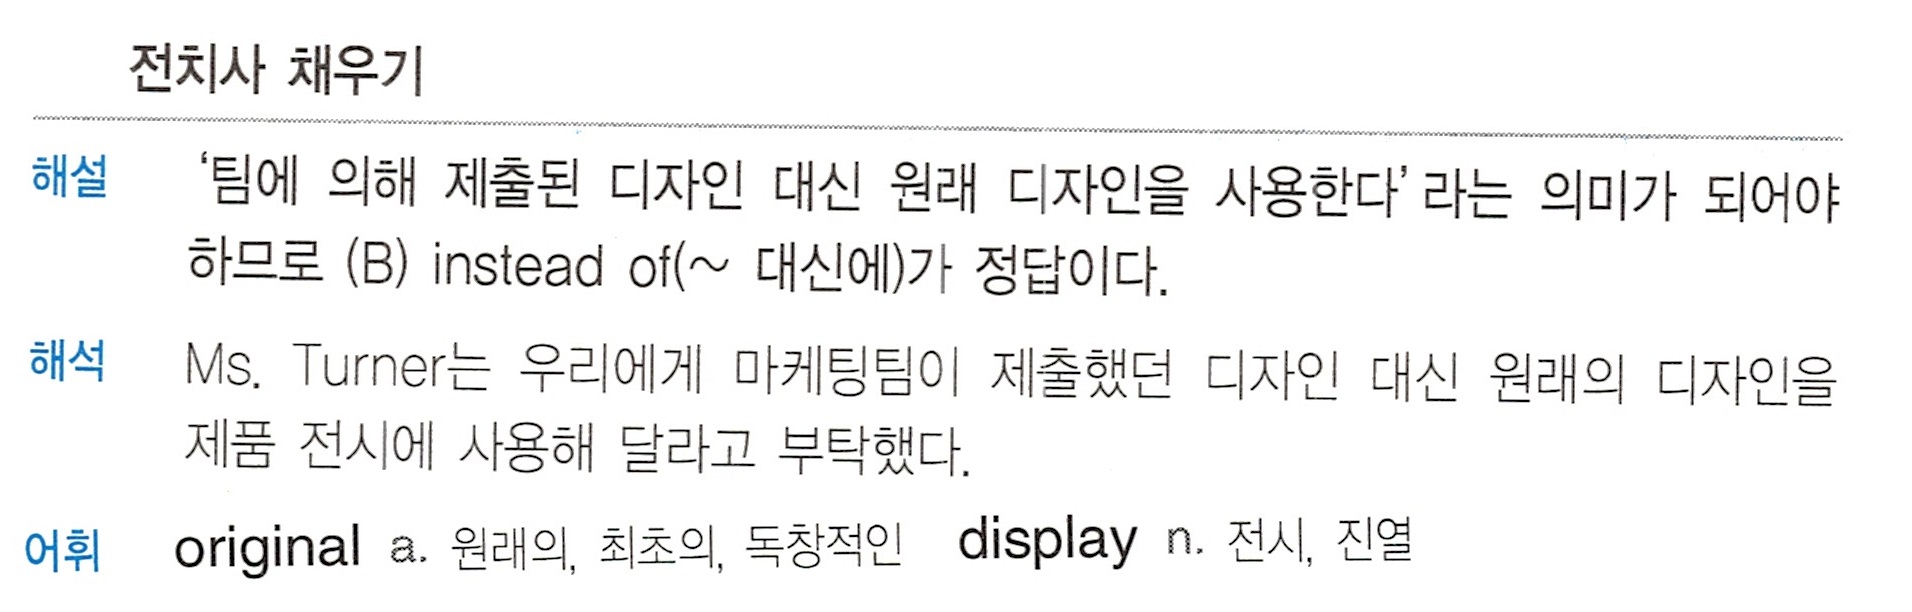 전치사 채우기
해설 ‘팀에 의해 제출된 디자인 대신 원래 디자인을 사용한다’ 라는 의미가 되어야
하므로 (B) instead of(~ 대신에)가 정답이다.
해석 Ms. Turner는 우리에게 마케팅팀이 제출했던 디자인 대신 원래의 디자인을
제품 전시에 사용해 달라고 부탁했다.
어휘 original a. 원래의, 최초의, 독창적인 display n. 전시, 진열